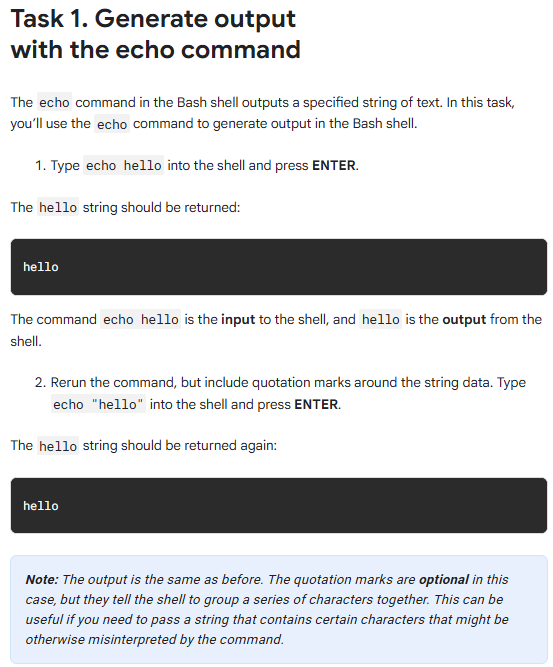 Task 1. Generate output
with the echo command
The echo command in the Bash shell outputs a specified string of text. In this task,
you'll use the echo command to generate output in the Bash shell.
1. Type echo hello into the shell and press ENTER.
The hello string should be returned:
hello
The command echo hello is the input to the shell, and hello is the output from the
shell.
2. Rerun the command, but include quotation marks around the string data. Type
echo "hello" into the shell and press ENTER.
The hello string should be returned again:
hello
Note: The output is the same as before. The quotation marks are optional in this
case, but they tell the shell to group a series of characters together. This can be
useful if you need to pass a string that contains certain characters that might be
otherwise misinterpreted by the command.